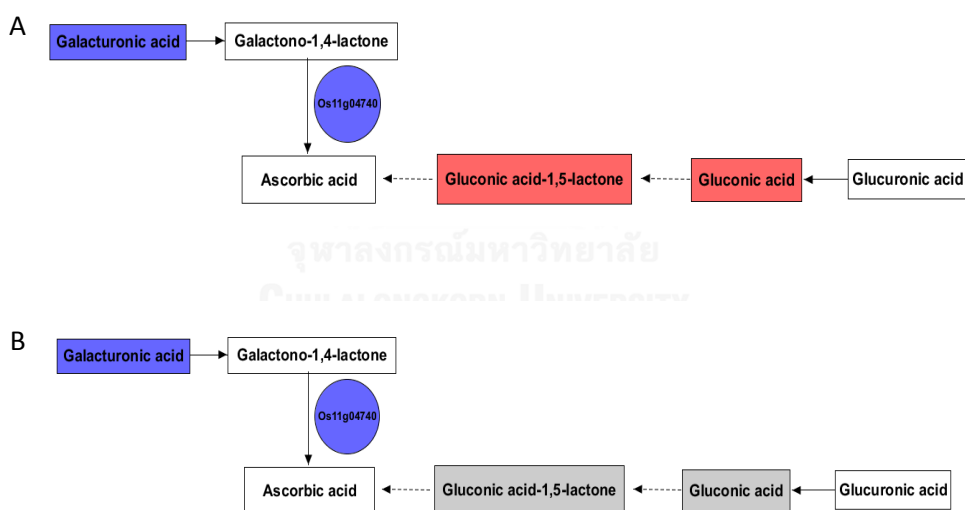 A
Galacturonic acid
Galactono-1,4-lactone
Os11g04740
Ascorbic acid
Gluconic acid-1,5-lactone
Gluconic acid
Glucuronic acid
จุฬาลงกรณ์มหาวิทยาลัย
CHULALONGKORN UNIVERSITY
B
Galacturonic acid
Galactono-1,4-lactone
Os11g04740
Ascorbic acid
Gluconic acid-1,5-lactone
Gluconic acid
Glucuronic acid